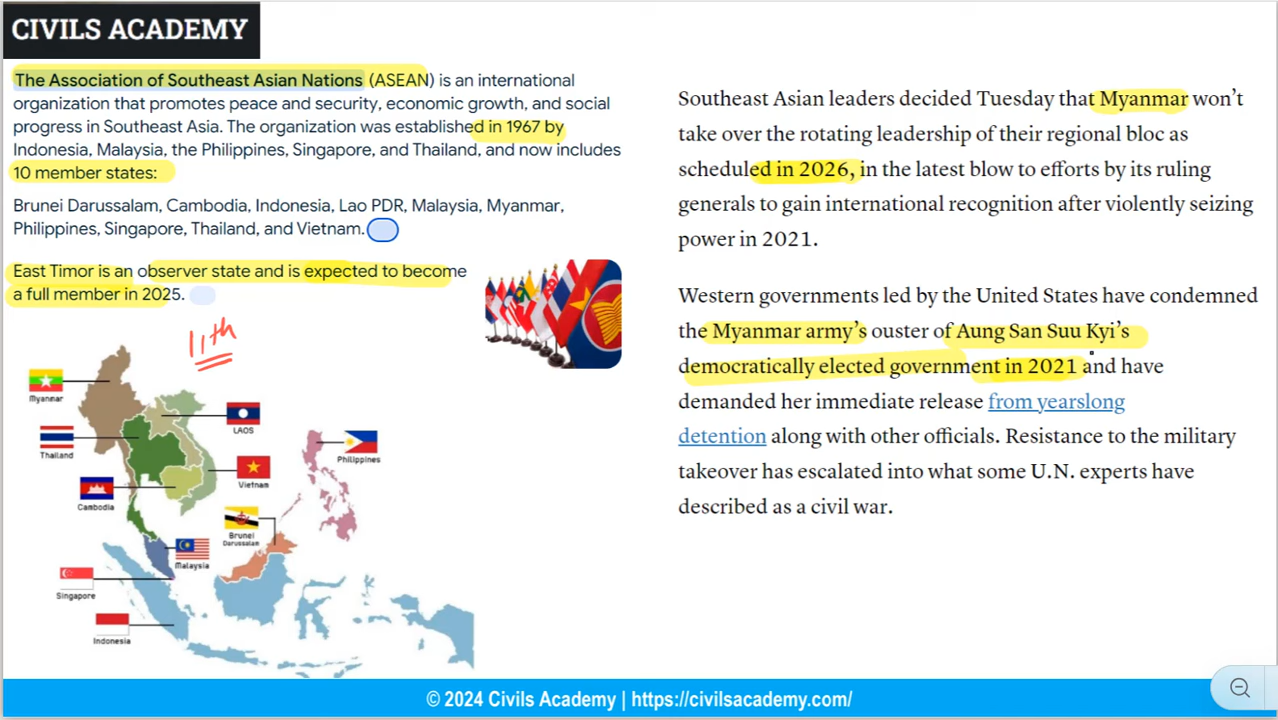 CIVILS ACADEMY
The Association of Southeast Asian Nations (ASEAN) is an international
organization that promotes peace and security, economic growth, and social
progress in Southeast Asia. The organization was established in 1967 by
Indonesia, Malaysia, the Philippines, Singapore, and Thailand, and now includes
10 member states:
Brunei Darussalam, Cambodia, Indonesia, Lao PDR, Malaysia, Myanmar,
Philippines, Singapore, Thailand, and Vietnam.
East Timor is an observer state and is expected to become
a full member in 2025.
11th
Myanmar
LAOS
Thailand
Philippines
Vietnam
Cambodia
Brunei
Darussalam
Malaysia
Singapore
Indonesia
Southeast Asian leaders decided Tuesday that Myanmar won’t
take over the rotating leadership of their regional bloc as
scheduled in 2026, in the latest blow to efforts by its ruling
generals to gain international recognition after violently seizing
power in 2021.
Western governments led by the United States have condemned
the Myanmar army’s ouster of Aung San Suu Kyi’s
democratically elected government in 2021 and have
demanded her immediate release from yearslong
detention along with other officials. Resistance to the military
takeover has escalated into what some U.N. experts have
described as a civil war.
© 2024 Civils Academy | https://civilsacademy.com/